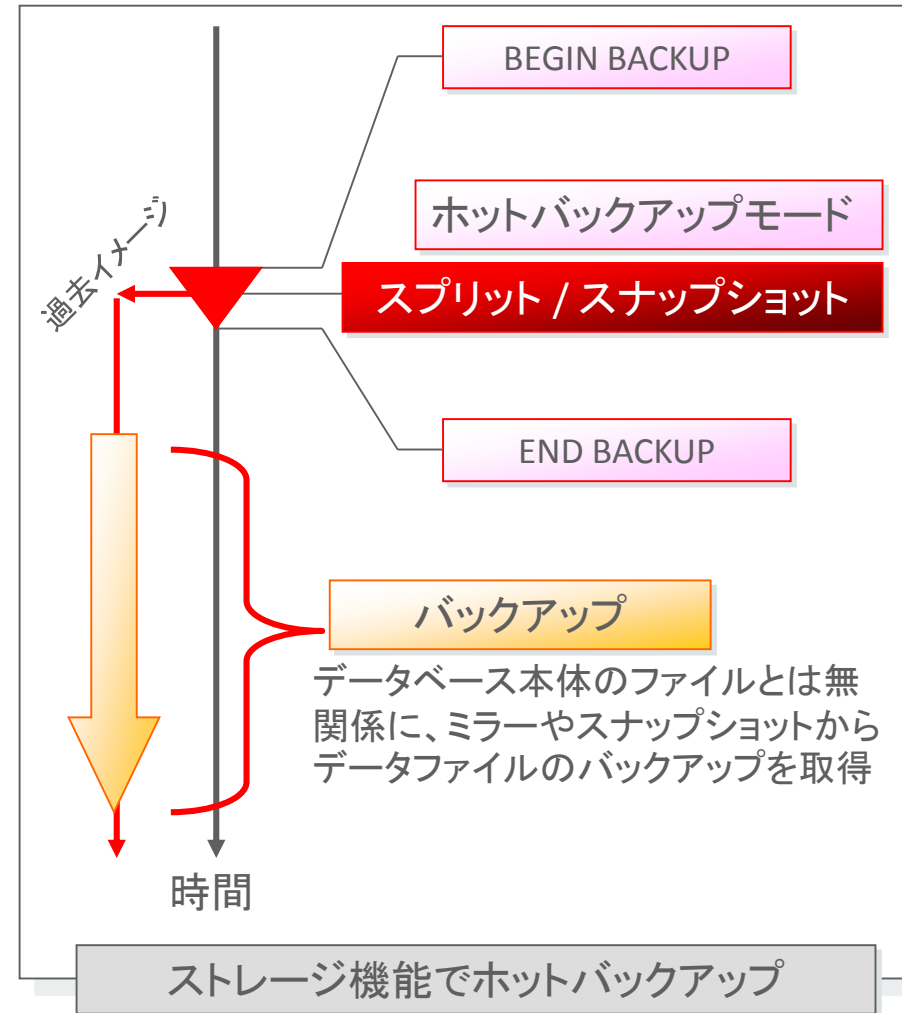 BEGIN BACKUP
ホットバックアップモード
過去イメージ
スプリット / スナップショット
END BACKUP
バックアップ
データベース本体のファイルとは無
関係に、ミラーやスナップショットから
データファイルのバックアップを取得
時間
ストレージ機能でホットバックアップ